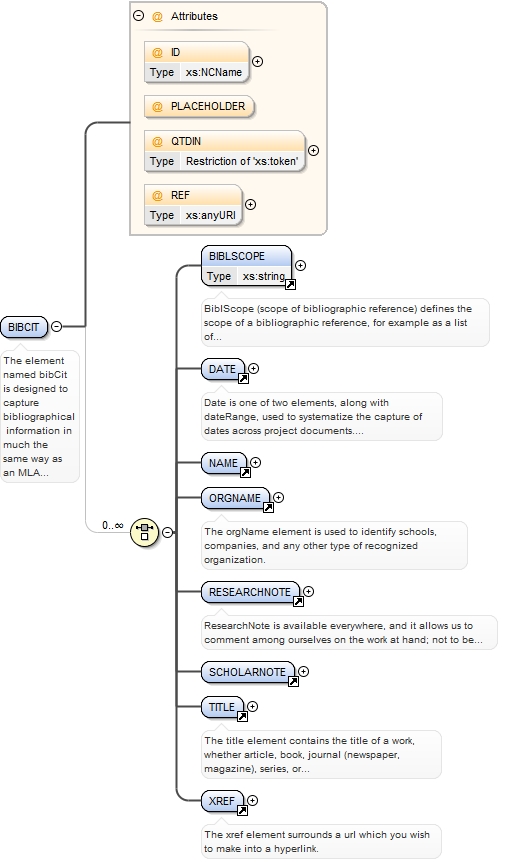 @ Attributes
@ ID
Type xs:NCName
@ PLACEHOLDER
@ QTDIN
Type Restriction of 'xs:token'
@ REF
Type xs:anyURI
BIBCIT
The element
named bibCit
is designed to
capture
bibliographical
information in
much the
same way as
an MLA...
0..∞
BIBLSCOPE
Type xs:string
BiblScope (scope of bibliographic reference) defines the
scope of a bibliographic reference, for example as a list
of...
DATE
Date is one of two elements, along with
dateRange, used to systematize the capture of
dates across project documents....
NAME
ORGNAME
The orgName element is used to identify schools,
companies, and any other type of recognized
organization.
RESEARCHNOTE
ResearchNote is available everywhere, and it allows us to
comment among ourselves on the work at hand; not to be...
SCHOLARNOTE
TITLE
The title element contains the title of a work,
whether article, book, journal (newspaper,
magazine), series, or...
XREF
The xref element surrounds a url which you wish
to make into a hyperlink.